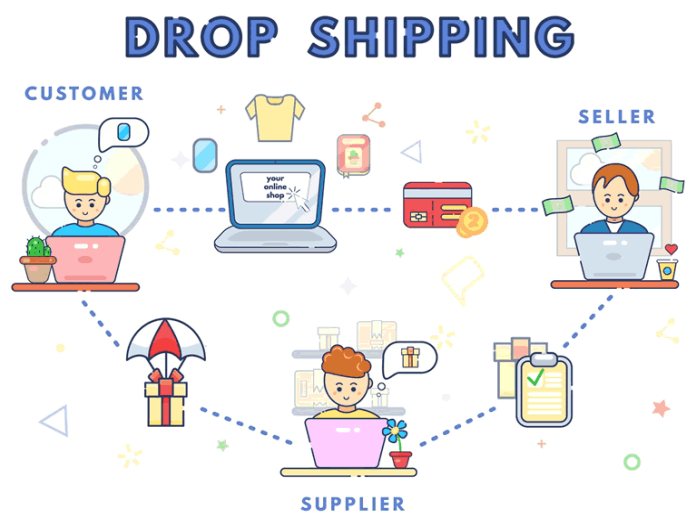 DROP SHIPPING
CUSTOMER
SELLER
your
online
shop
SUPPLIER